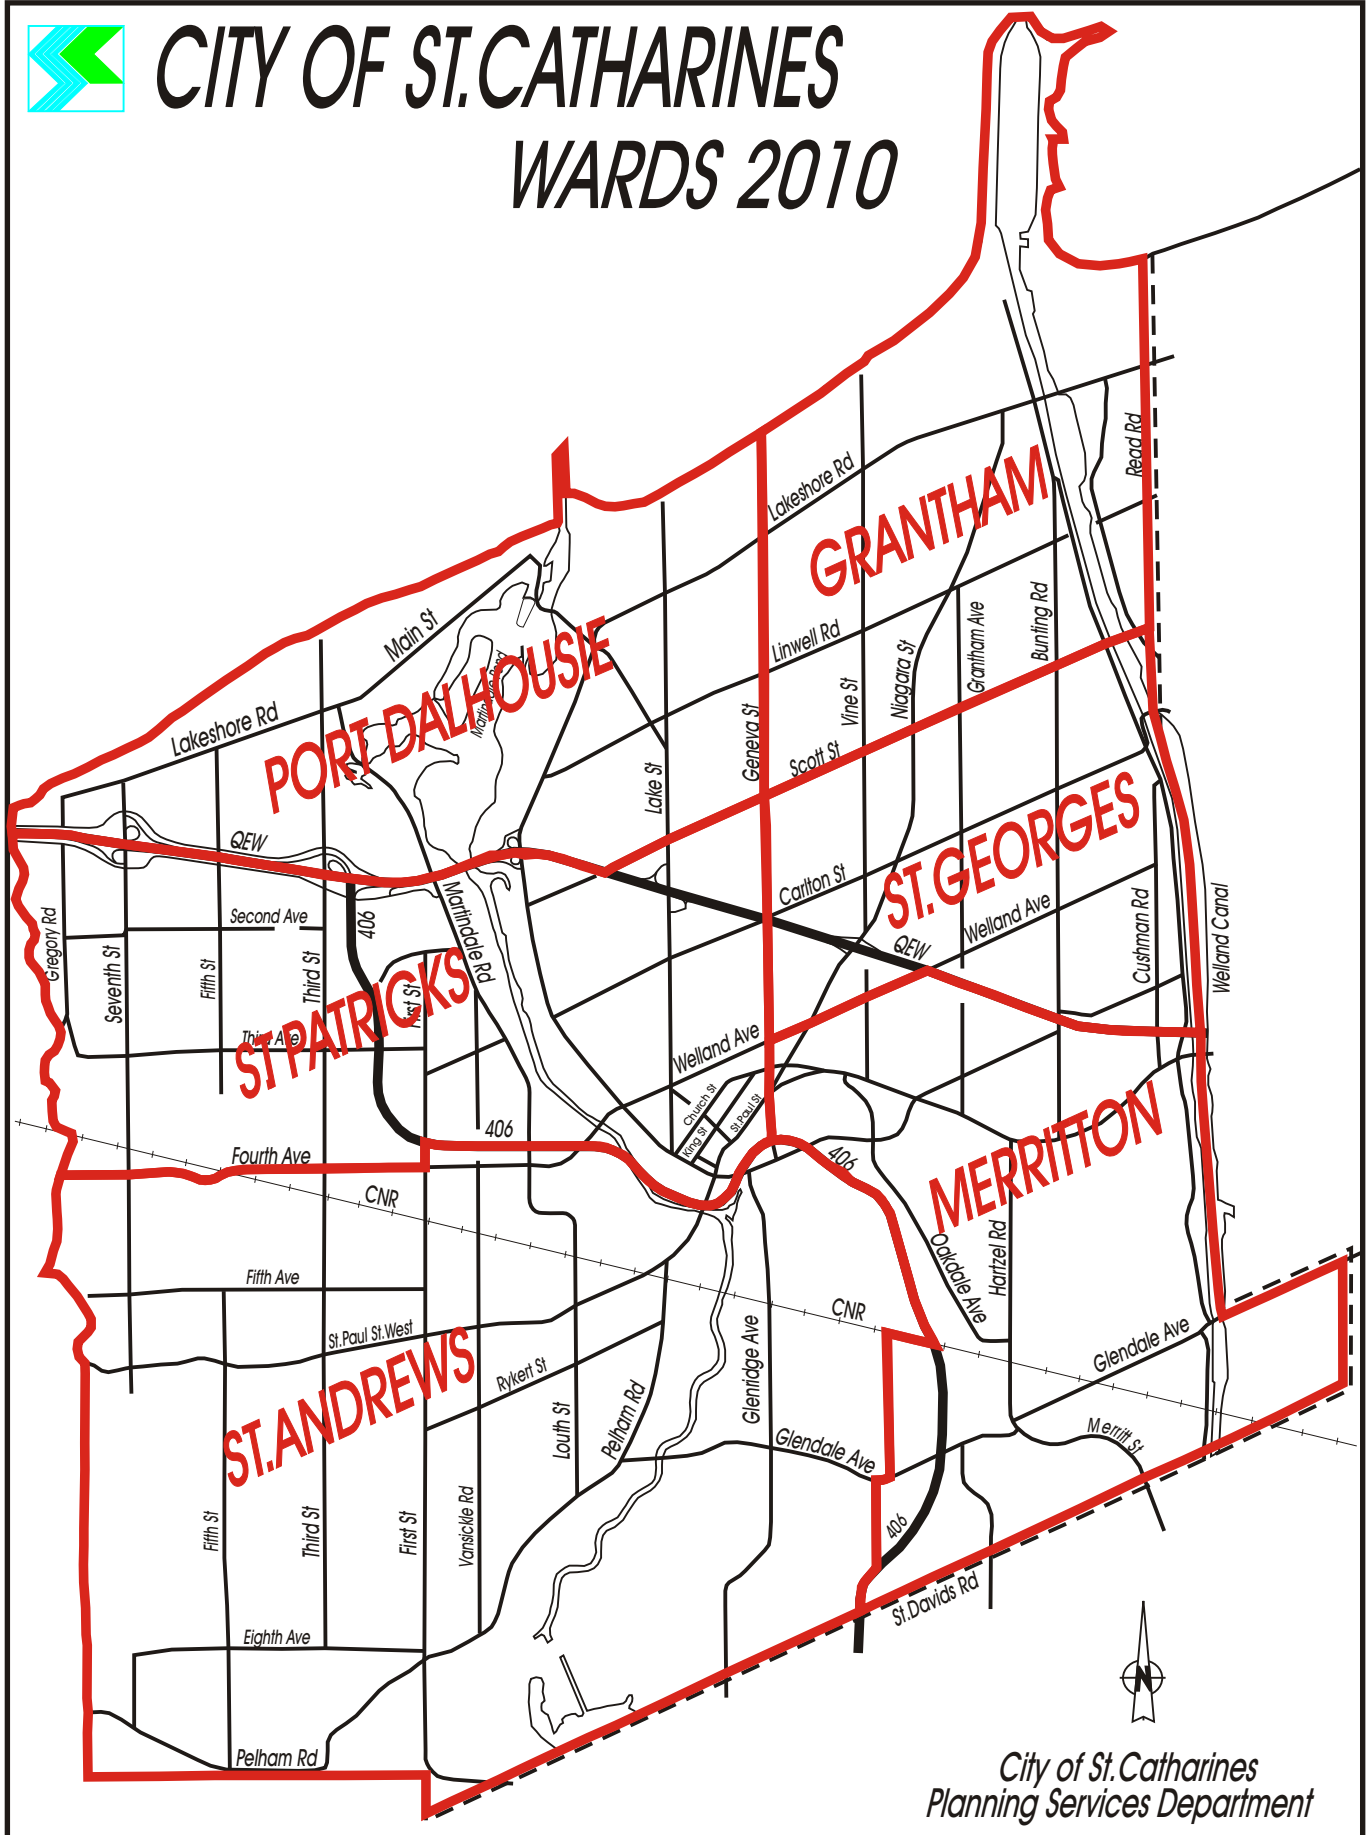 CITY OF ST.CATHARINES
WARDS 2010
Read Rd
Lakeshore Rd
GRANTHAM
Main St
Linwell Rd
Bunting Rd
Grantham Ave
Niagara St
Vine St
PORT DALHOUSIE
Martindale Pond
Lakeshore Rd
Geneva St
Scott St
Lake St
QEW
ST.GEORGES
Carlton St
Welland Ave
QEW
Cushman Rd
Welland Canal
Gregory Rd
Second Ave
406
Martindale Rd
Seventh St
Fifth St
Third St
First St
ST.PATRICKS
Third Ave
Welland Ave
Church St
St.Paul St
King St
406
406
Fourth Ave
MERRITTON
CNR
Hartzel Rd
Oakdale Ave
Fifth Ave
CNR
St.Paul St.West
Glendale Ave
Rykert St
Glenridge Ave
ST.ANDREWS
Louth St
Pelham Rd
Glendale Ave
Merritt St
Fifth St
Third St
First St
Vansickle Rd
406
St.Davids Rd
Eighth Ave
N
Pelham Rd
City of St.Catharines
Planning Services Department